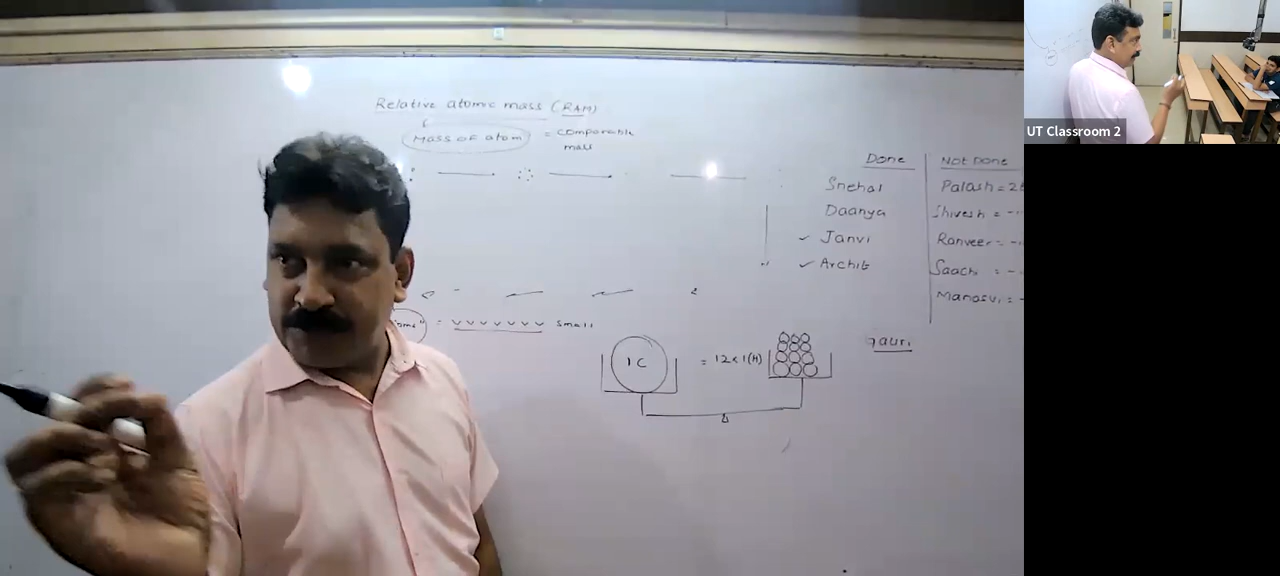 Relative atomic mass (RAM)
Mass of atom = comparable
mass
Done
Snehal
Daanya
✓ Janvi
✓ Archit
NOT DONE
Palash = 2
Shivesh = -
Ranveer = -
Saachi = -
Manasvi = -
= v v v v v v v small
1C = 12 × 1(H)
Gauri
UT Classroom 2